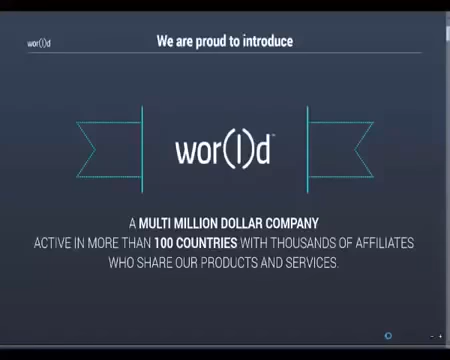 wor(l)d
We are proud to introduce
wor(l)d™
A MULTI MILLION DOLLAR COMPANY
ACTIVE IN MORE THAN 100 COUNTRIES WITH THOUSANDS OF AFFILIATES
WHO SHARE OUR PRODUCTS AND SERVICES.